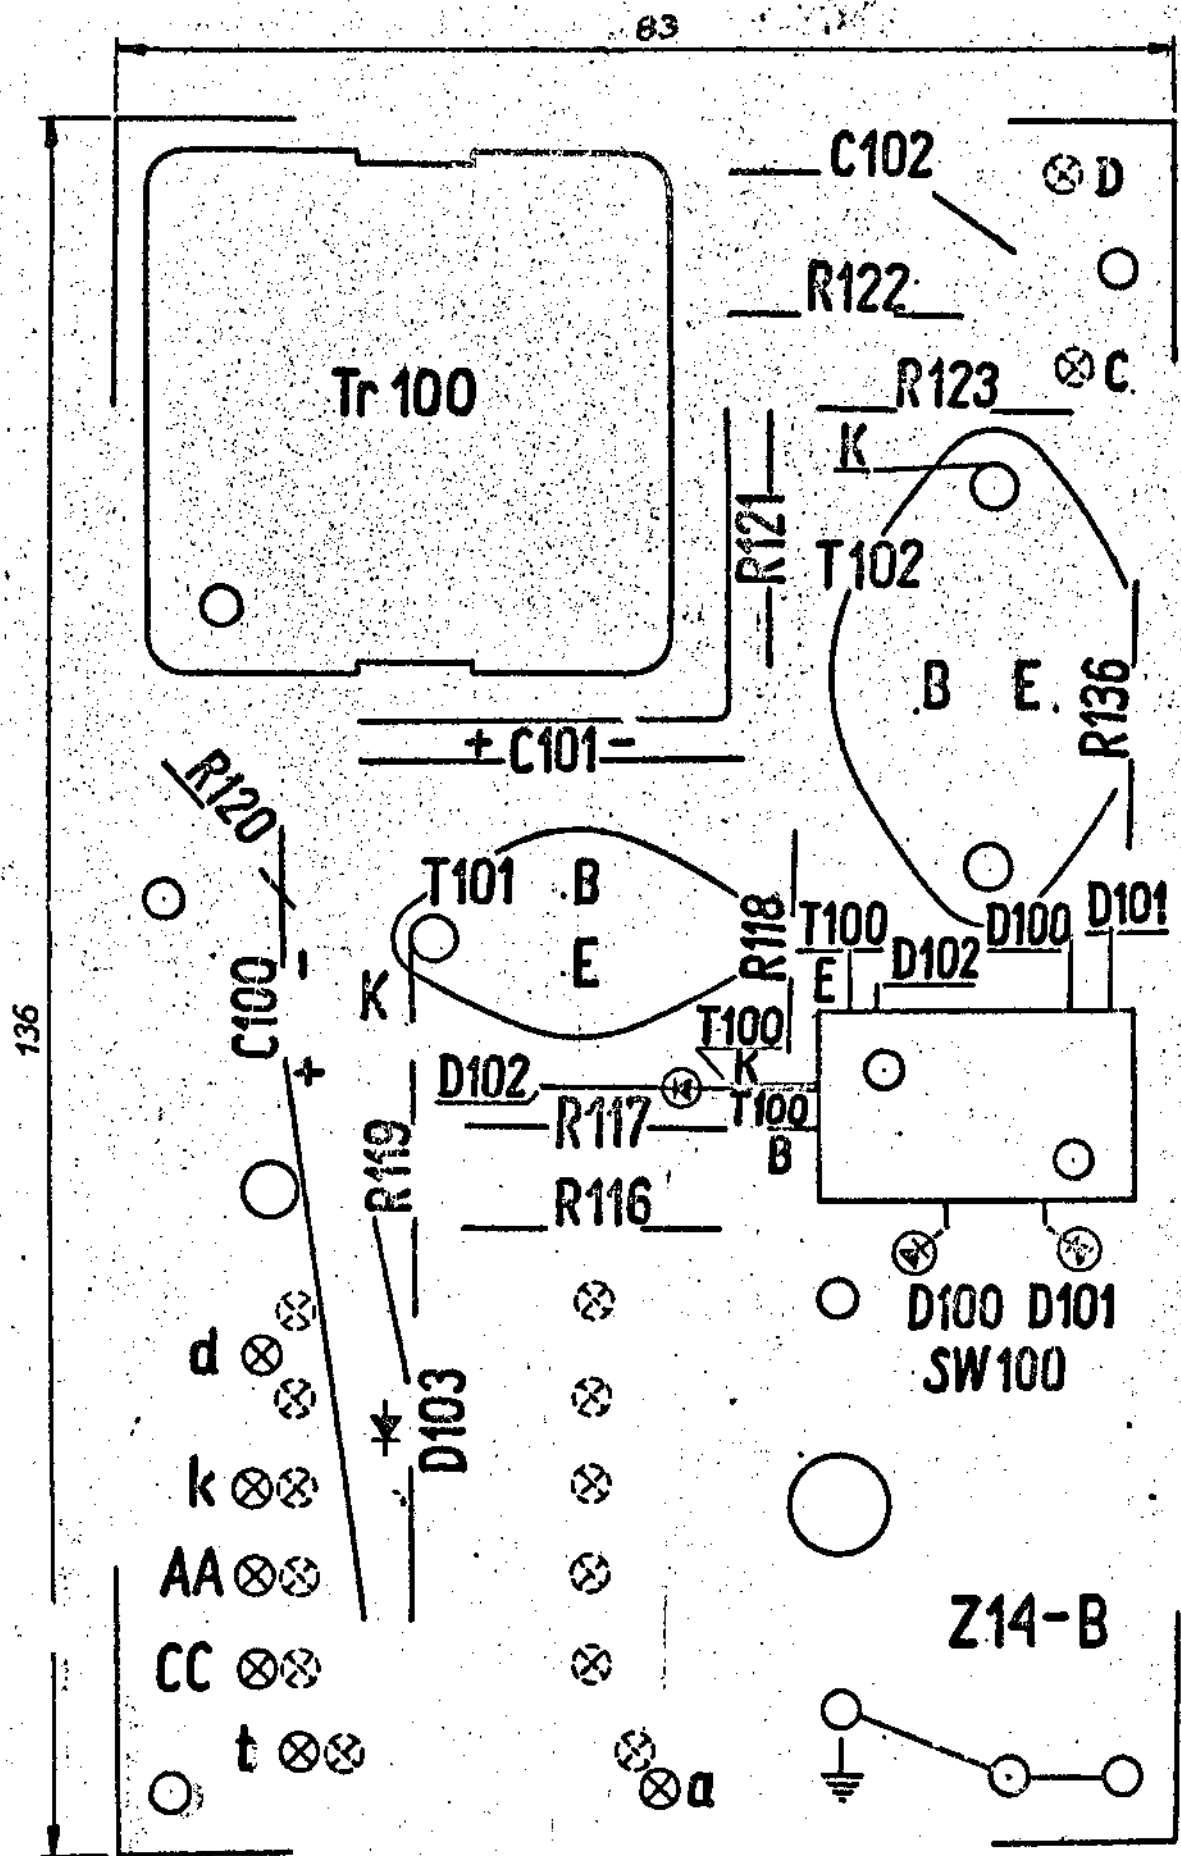 83
C102
D
R122
Tr 100
R123
C
K
R121
T102
B E
R136
+ C101 -
R120
T101
B
E
K
R118
T100
E
D102
D100
D101
C100
-
+
T100
K
D102
T100
B
R117
136
R119
R116
D100 D101
SW100
d
D103
k
AA
CC
Z14-B
t
a